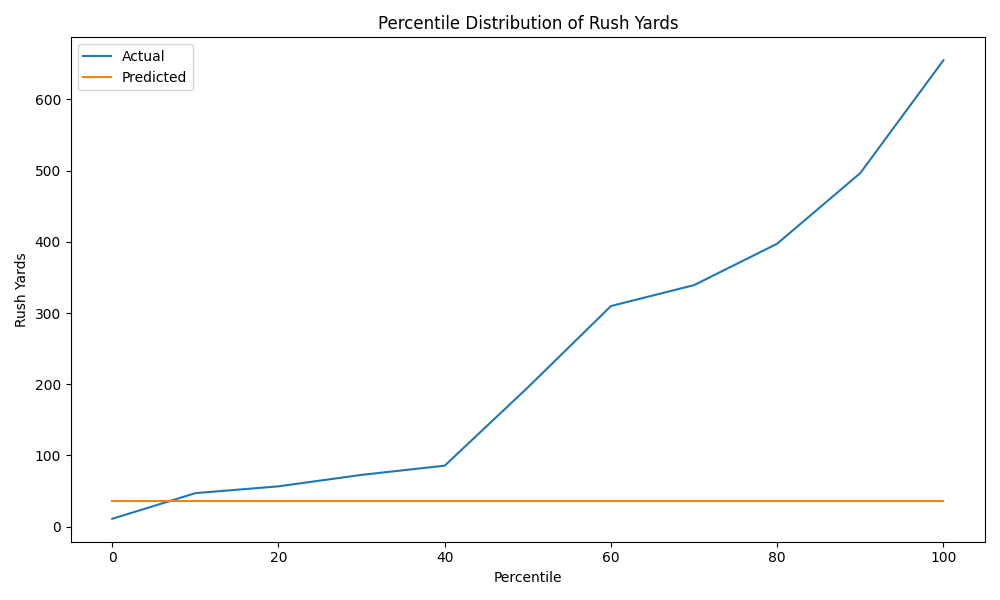 Percentile Distribution of Rush Yards
Actual
Predicted
Rush Yards
600
500
400
300
200
100
0
0 20 40 60 80 100
Percentile